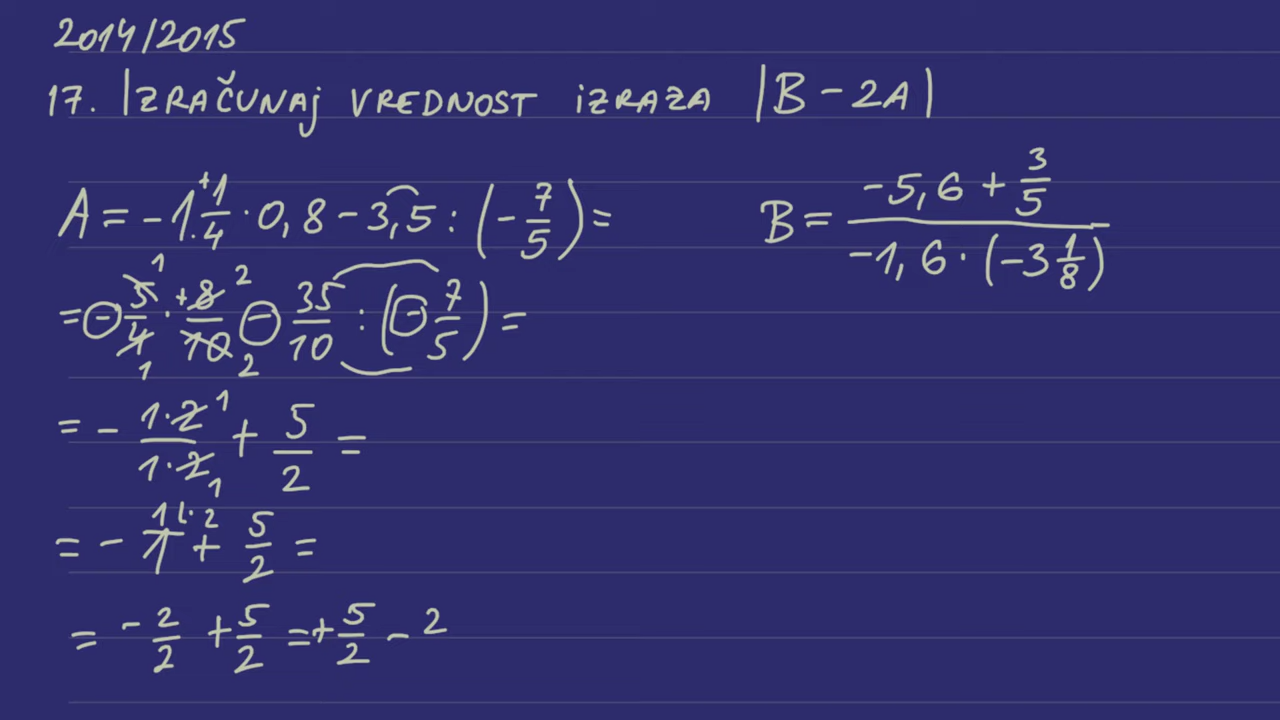 2014/2015
17. IZRAČUNAJ VREDNOST IZRAZA |B - 2A|
A = -1 1/4 · 0,8 - 3,5 : (- 7/5) =
= - 5/4 · 8/10 - 35/10 : (- 7/5) =
= - 1·2/1·2 + 5/2 =
= - 1/1 + 5/2 =
= - 2/2 + 5/2 = + 5/2 - 2
B = -5,6 + 3/5 / -1,6 · (-3 1/8)